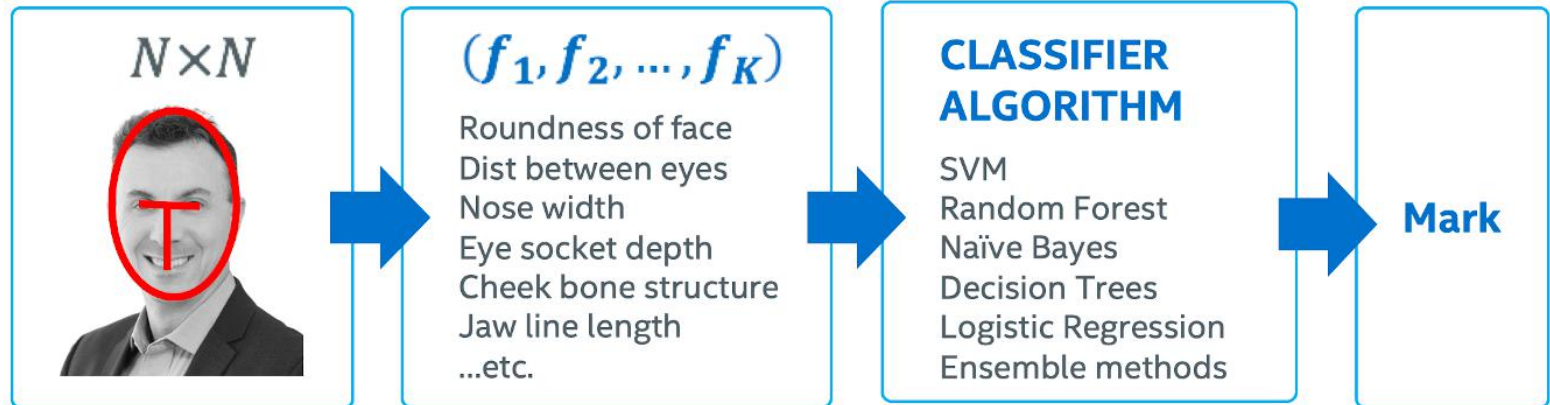 N×N
(f₁, f₂, ..., f_K)
Roundness of face
Dist between eyes
Nose width
Eye socket depth
Cheek bone structure
Jaw line length
...etc.
CLASSIFIER
ALGORITHM
SVM
Random Forest
Naïve Bayes
Decision Trees
Logistic Regression
Ensemble methods
Mark